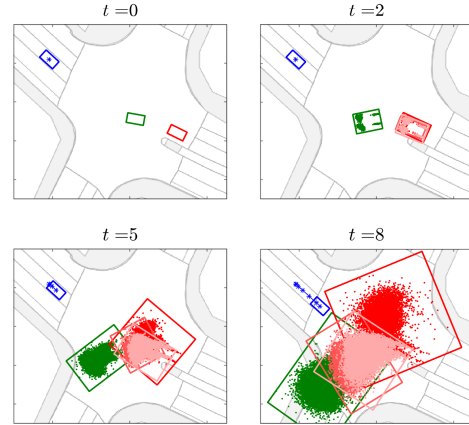 t =0
t =2
t =5
t =8